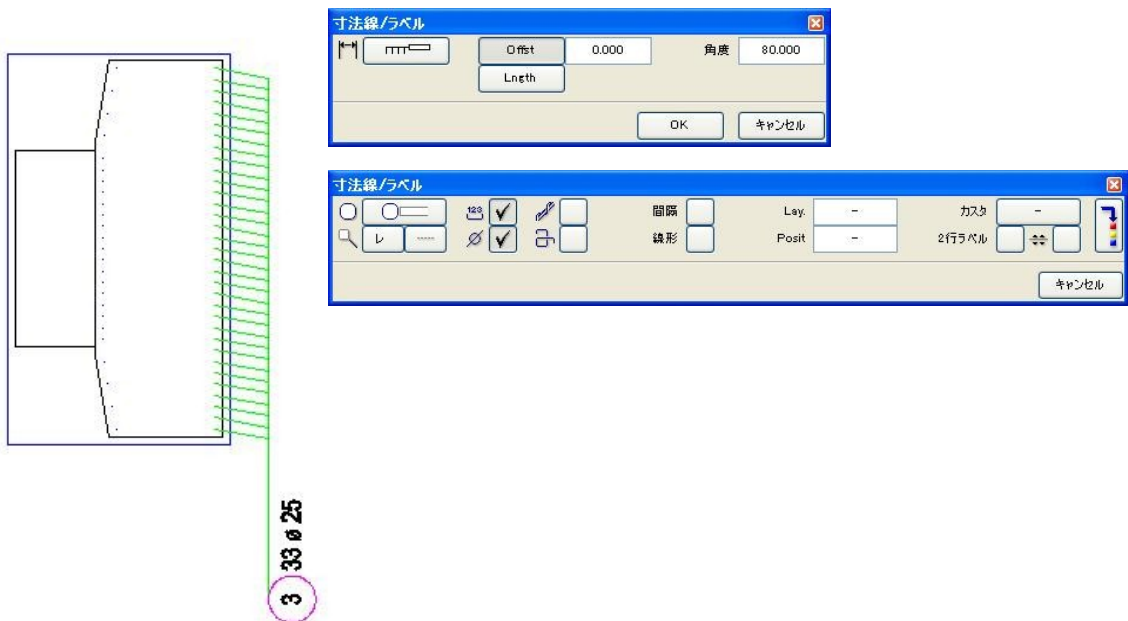 寸法線/ラベル
Offst 0.000 角度 80.000
Lngth
OK キャンセル
寸法線/ラベル
123 間隔 Lay. - カスタ -
レ 線形 Posit - 2行ラベル
キャンセル
3 33 ø 25